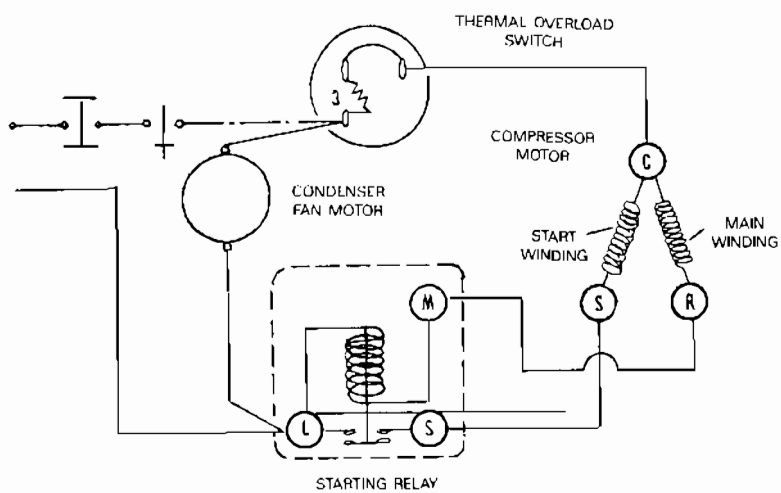 THERMAL OVERLOAD
SWITCH
3
COMPRESSOR
MOTOR
C
CONDENSER
FAN MOTOR
START
WINDING
MAIN
WINDING
M
S
R
L
S
STARTING RELAY